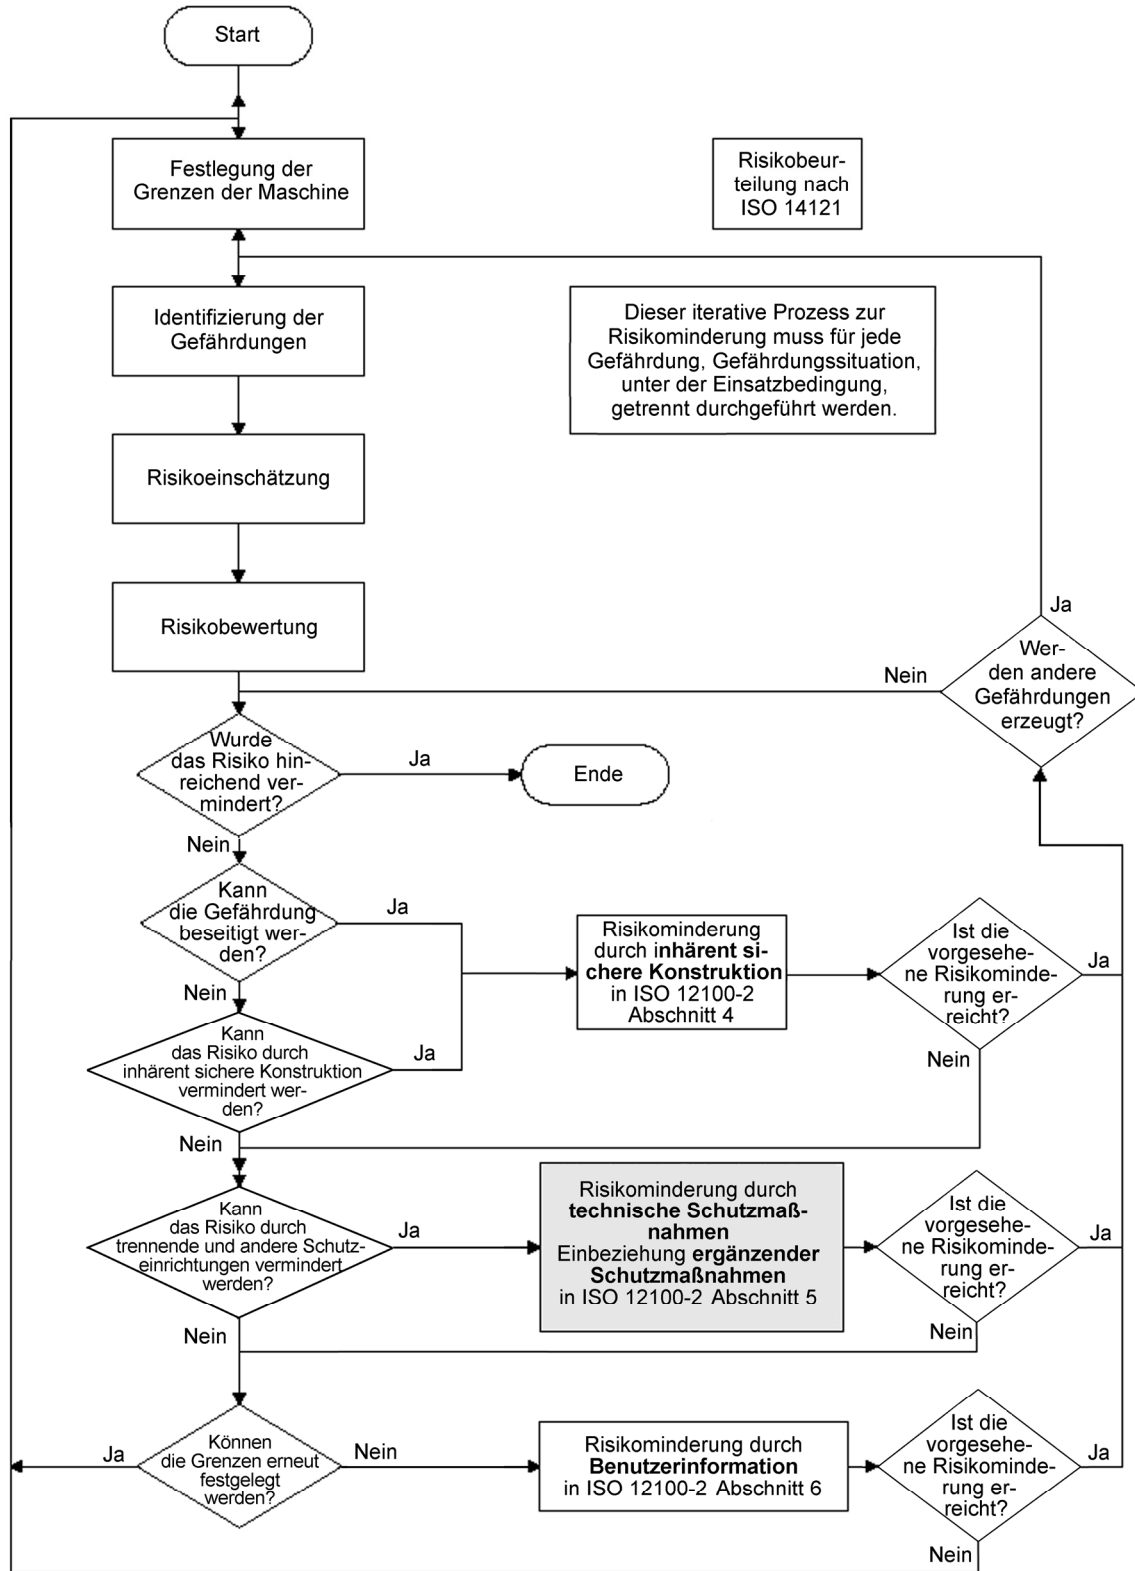 Start
Festlegung der
Grenzen der Maschine
Risikobeur-
teilung nach
ISO 14121
Identifizierung der
Gefährdungen
Dieser iterative Prozess zur
Risikominderung muss für jede
Gefährdung, Gefährdungssituation,
unter der Einsatzbedingung,
getrennt durchgeführt werden.
Risikoeinschätzung
Risikobewertung
Ja
Wer-
den andere
Gefährdungen
erzeugt?
Nein
Wurde
das Risiko hin-
reichend ver-
mindert?
Ja
Ende
Nein
Kann
die Gefährdung
beseitigt wer-
den?
Ja
Risikominderung
durch inhärent si-
chere Konstruktion
in ISO 12100-2
Abschnitt 4
Ist die
vorgesehe-
ne Risikominde-
rung er-
reicht?
Ja
Nein
Kann
das Risiko durch
inhärent sichere Konstruktion
vermindert wer-
den?
Ja
Nein
Nein
Kann
das Risiko durch
trennende und andere Schutz-
einrichtungen vermindert
werden?
Ja
Risikominderung durch
technische Schutzmaß-
nahmen
Einbeziehung ergänzender
Schutzmaßnahmen
in ISO 12100-2 Abschnitt 5
Ist die
vorgesehe-
ne Risikominde-
rung er-
reicht?
Ja
Nein
Nein
Können
die Grenzen erneut
festgelegt
werden?
Ja
Nein
Risikominderung durch
Benutzerinformation
in ISO 12100-2 Abschnitt 6
Ist die
vorgesehe-
ne Risikominde-
rung er-
reicht?
Ja
Nein